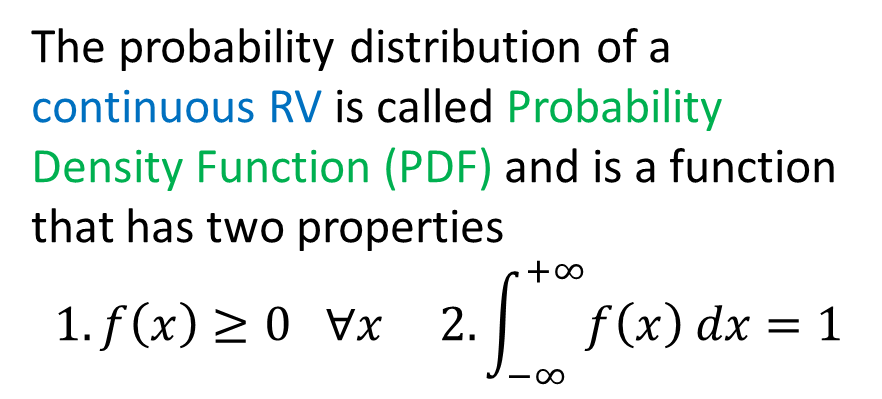 The probability distribution of a
continuous RV is called Probability
Density Function (PDF) and is a function
that has two properties
1. f(x) ≥ 0 ∀x 2. ∫_{-∞}^{+∞} f(x) dx = 1